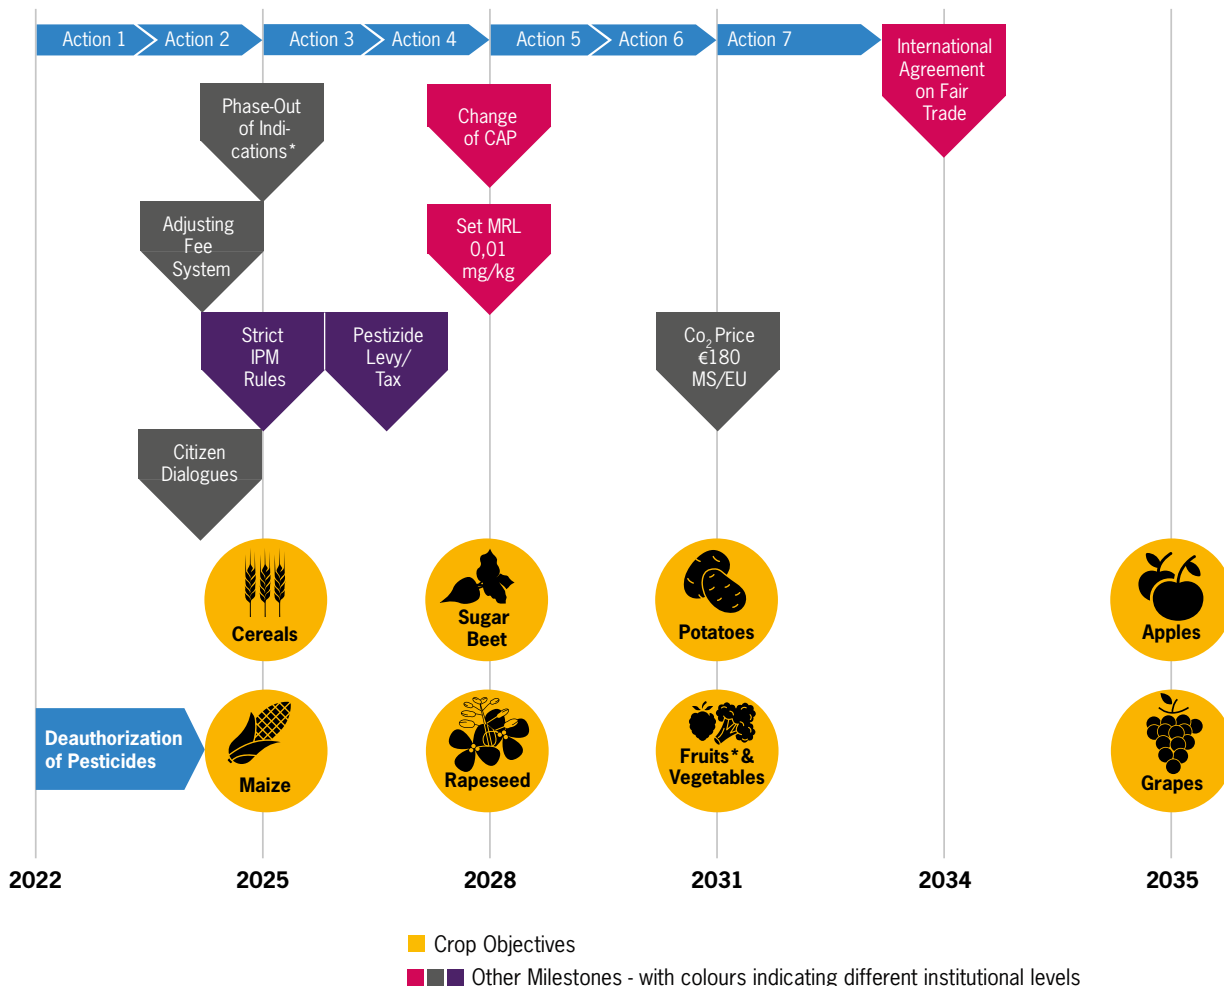 Action 1
Action 2
Action 3
Action 4
Action 5
Action 6
Action 7
International
Agreement
on Fair
Trade
Phase-Out
of Indi-
cations*
Change
of CAP
Adjusting
Fee
System
Set MRL
0,01
mg/kg
Strict
IPM
Rules
Pestizide
Levy/
Tax
Co₂ Price
€180
MS/EU
Citizen
Dialogues
Cereals
Sugar
Beet
Potatoes
Apples
Deauthorization
of Pesticides
Maize
Rapeseed
Fruits* &
Vegetables
Grapes
2022
2025
2028
2031
2034
2035
Crop Objectives
Other Milestones - with colours indicating different institutional levels